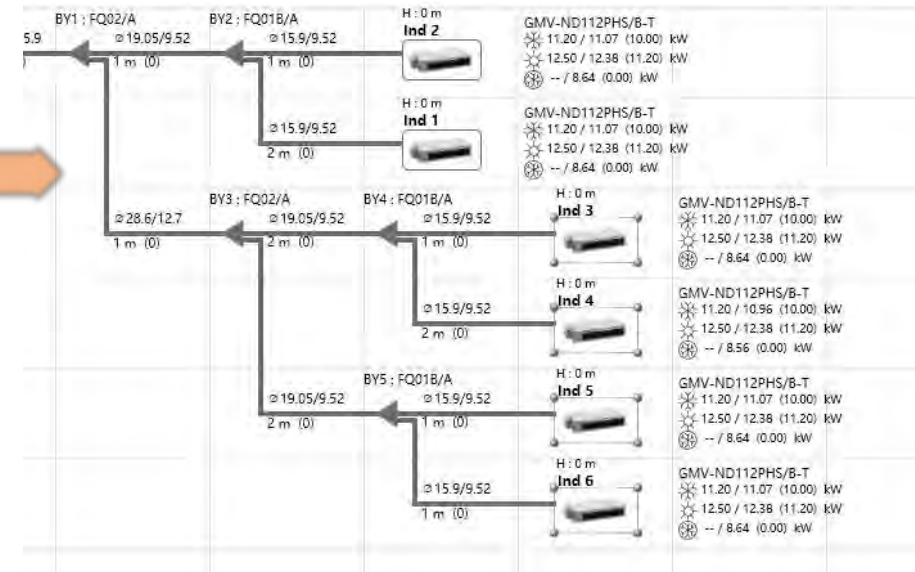 BY1 : FQ02/A
BY2 : FQ01B/A
H : 0 m
Ind 2
5.9
⌀19.05/9.52
⌀15.9/9.52
)
1 m (0)
1 m (0)
GMV-ND112PHS/B-T
11.20 / 11.07 (10.00) kW
12.50 / 12.38 (11.20) kW
-- / 8.64 (0.00) kW
H : 0 m
Ind 1
⌀15.9/9.52
2 m (0)
GMV-ND112PHS/B-T
11.20 / 11.07 (10.00) kW
12.50 / 12.38 (11.20) kW
-- / 8.64 (0.00) kW
BY3 : FQ02/A
BY4 : FQ01B/A
H : 0 m
Ind 3
⌀28.6/12.7
⌀19.05/9.52
⌀15.9/9.52
1 m (0)
2 m (0)
1 m (0)
GMV-ND112PHS/B-T
11.20 / 11.07 (10.00) kW
12.50 / 12.38 (11.20) kW
-- / 8.64 (0.00) kW
H : 0 m
Ind 4
⌀15.9/9.52
2 m (0)
GMV-ND112PHS/B-T
11.20 / 10.96 (10.00) kW
12.50 / 12.38 (11.20) kW
-- / 8.56 (0.00) kW
BY5 : FQ01B/A
H : 0 m
Ind 5
⌀19.05/9.52
⌀15.9/9.52
2 m (0)
1 m (0)
GMV-ND112PHS/B-T
11.20 / 11.07 (10.00) kW
12.50 / 12.38 (11.20) kW
-- / 8.64 (0.00) kW
H : 0 m
Ind 6
⌀15.9/9.52
1 m (0)
GMV-ND112PHS/B-T
11.20 / 11.07 (10.00) kW
12.50 / 12.38 (11.20) kW
-- / 8.64 (0.00) kW